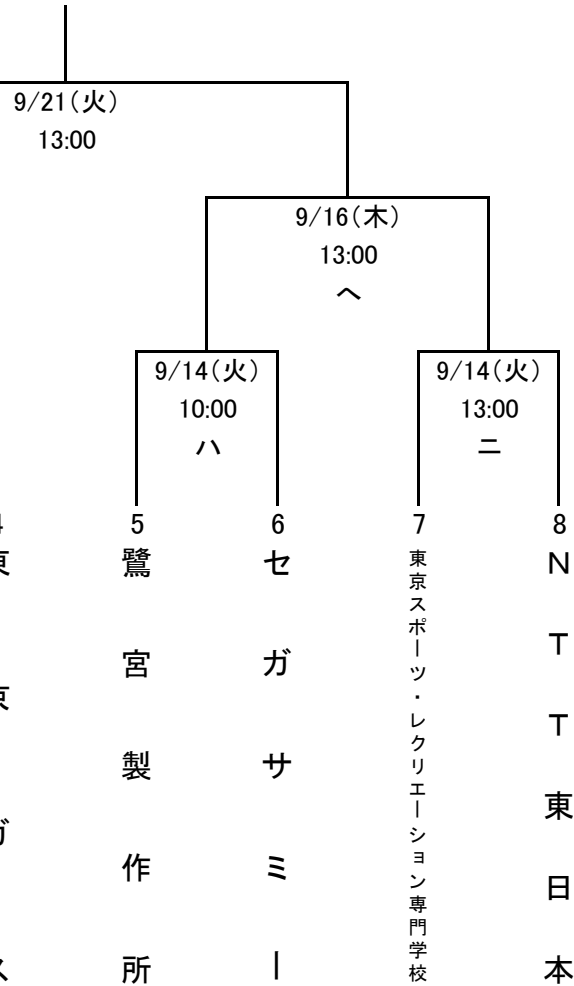 9/21(火)
13:00
9/16(木)
13:00
ヘ
9/14(火)
10:00
ハ
9/14(火)
13:00
ニ
5
6
7
8
鷺宮製作所
セガサミー
東京スポーツ・レクリエーション専門学校
NTT東日本